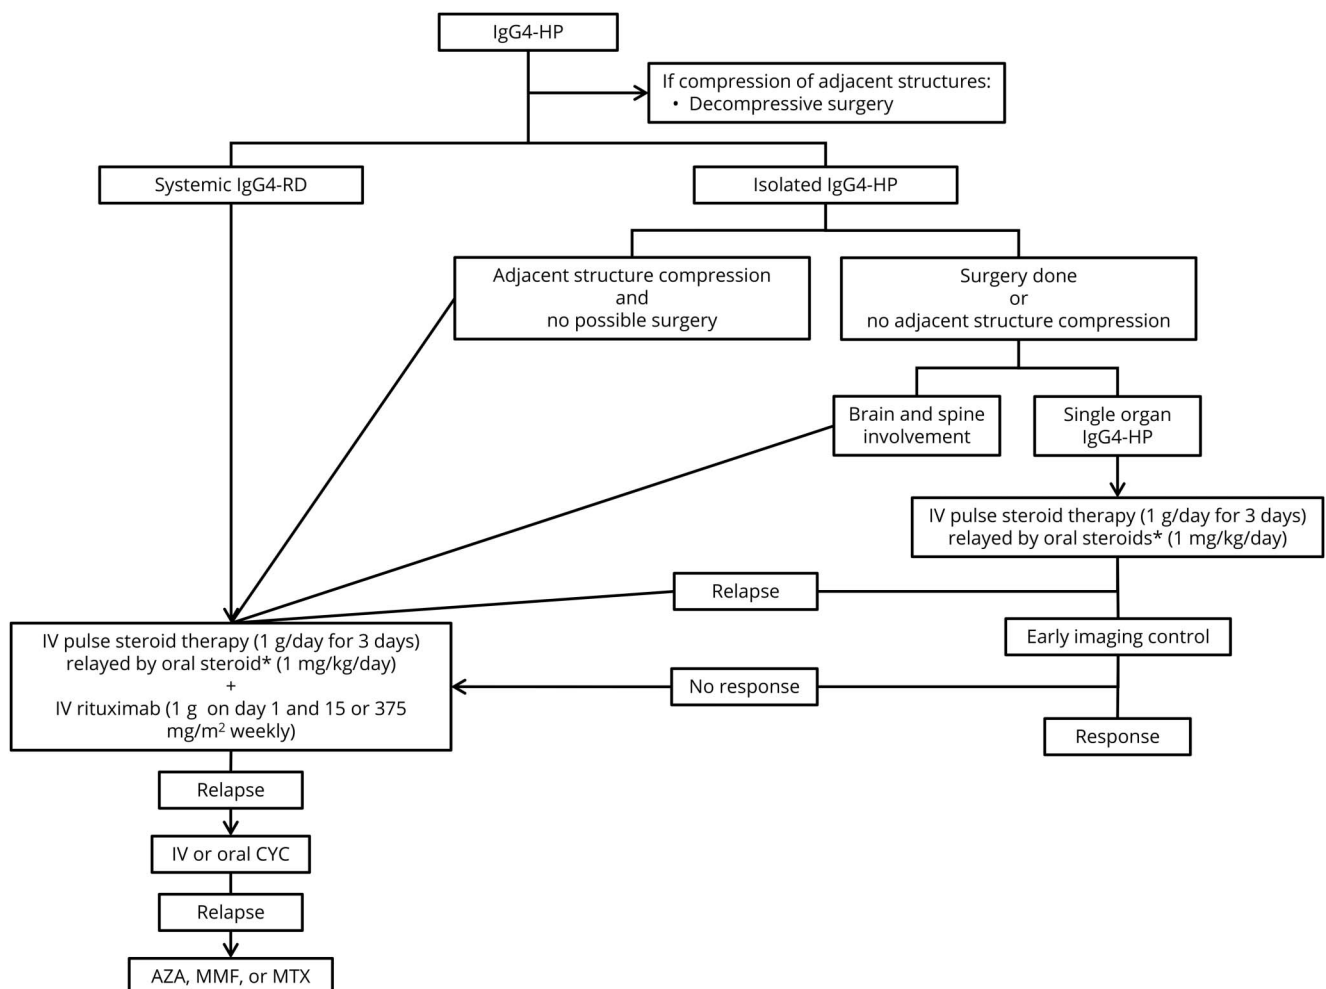 IgG4-HP
If compression of adjacent structures:
• Decompressive surgery
Systemic IgG4-RD
Isolated IgG4-HP
Adjacent structure compression
and
no possible surgery
Surgery done
or
no adjacent structure compression
Brain and spine
involvement
Single organ
IgG4-HP
IV pulse steroid therapy (1 g/day for 3 days)
relayed by oral steroids* (1 mg/kg/day)
Relapse
Early imaging control
IV pulse steroid therapy (1 g/day for 3 days)
relayed by oral steroid* (1 mg/kg/day)
+
IV rituximab (1 g on day 1 and 15 or 375
mg/m² weekly)
No response
Response
Relapse
IV or oral CYC
Relapse
AZA, MMF, or MTX